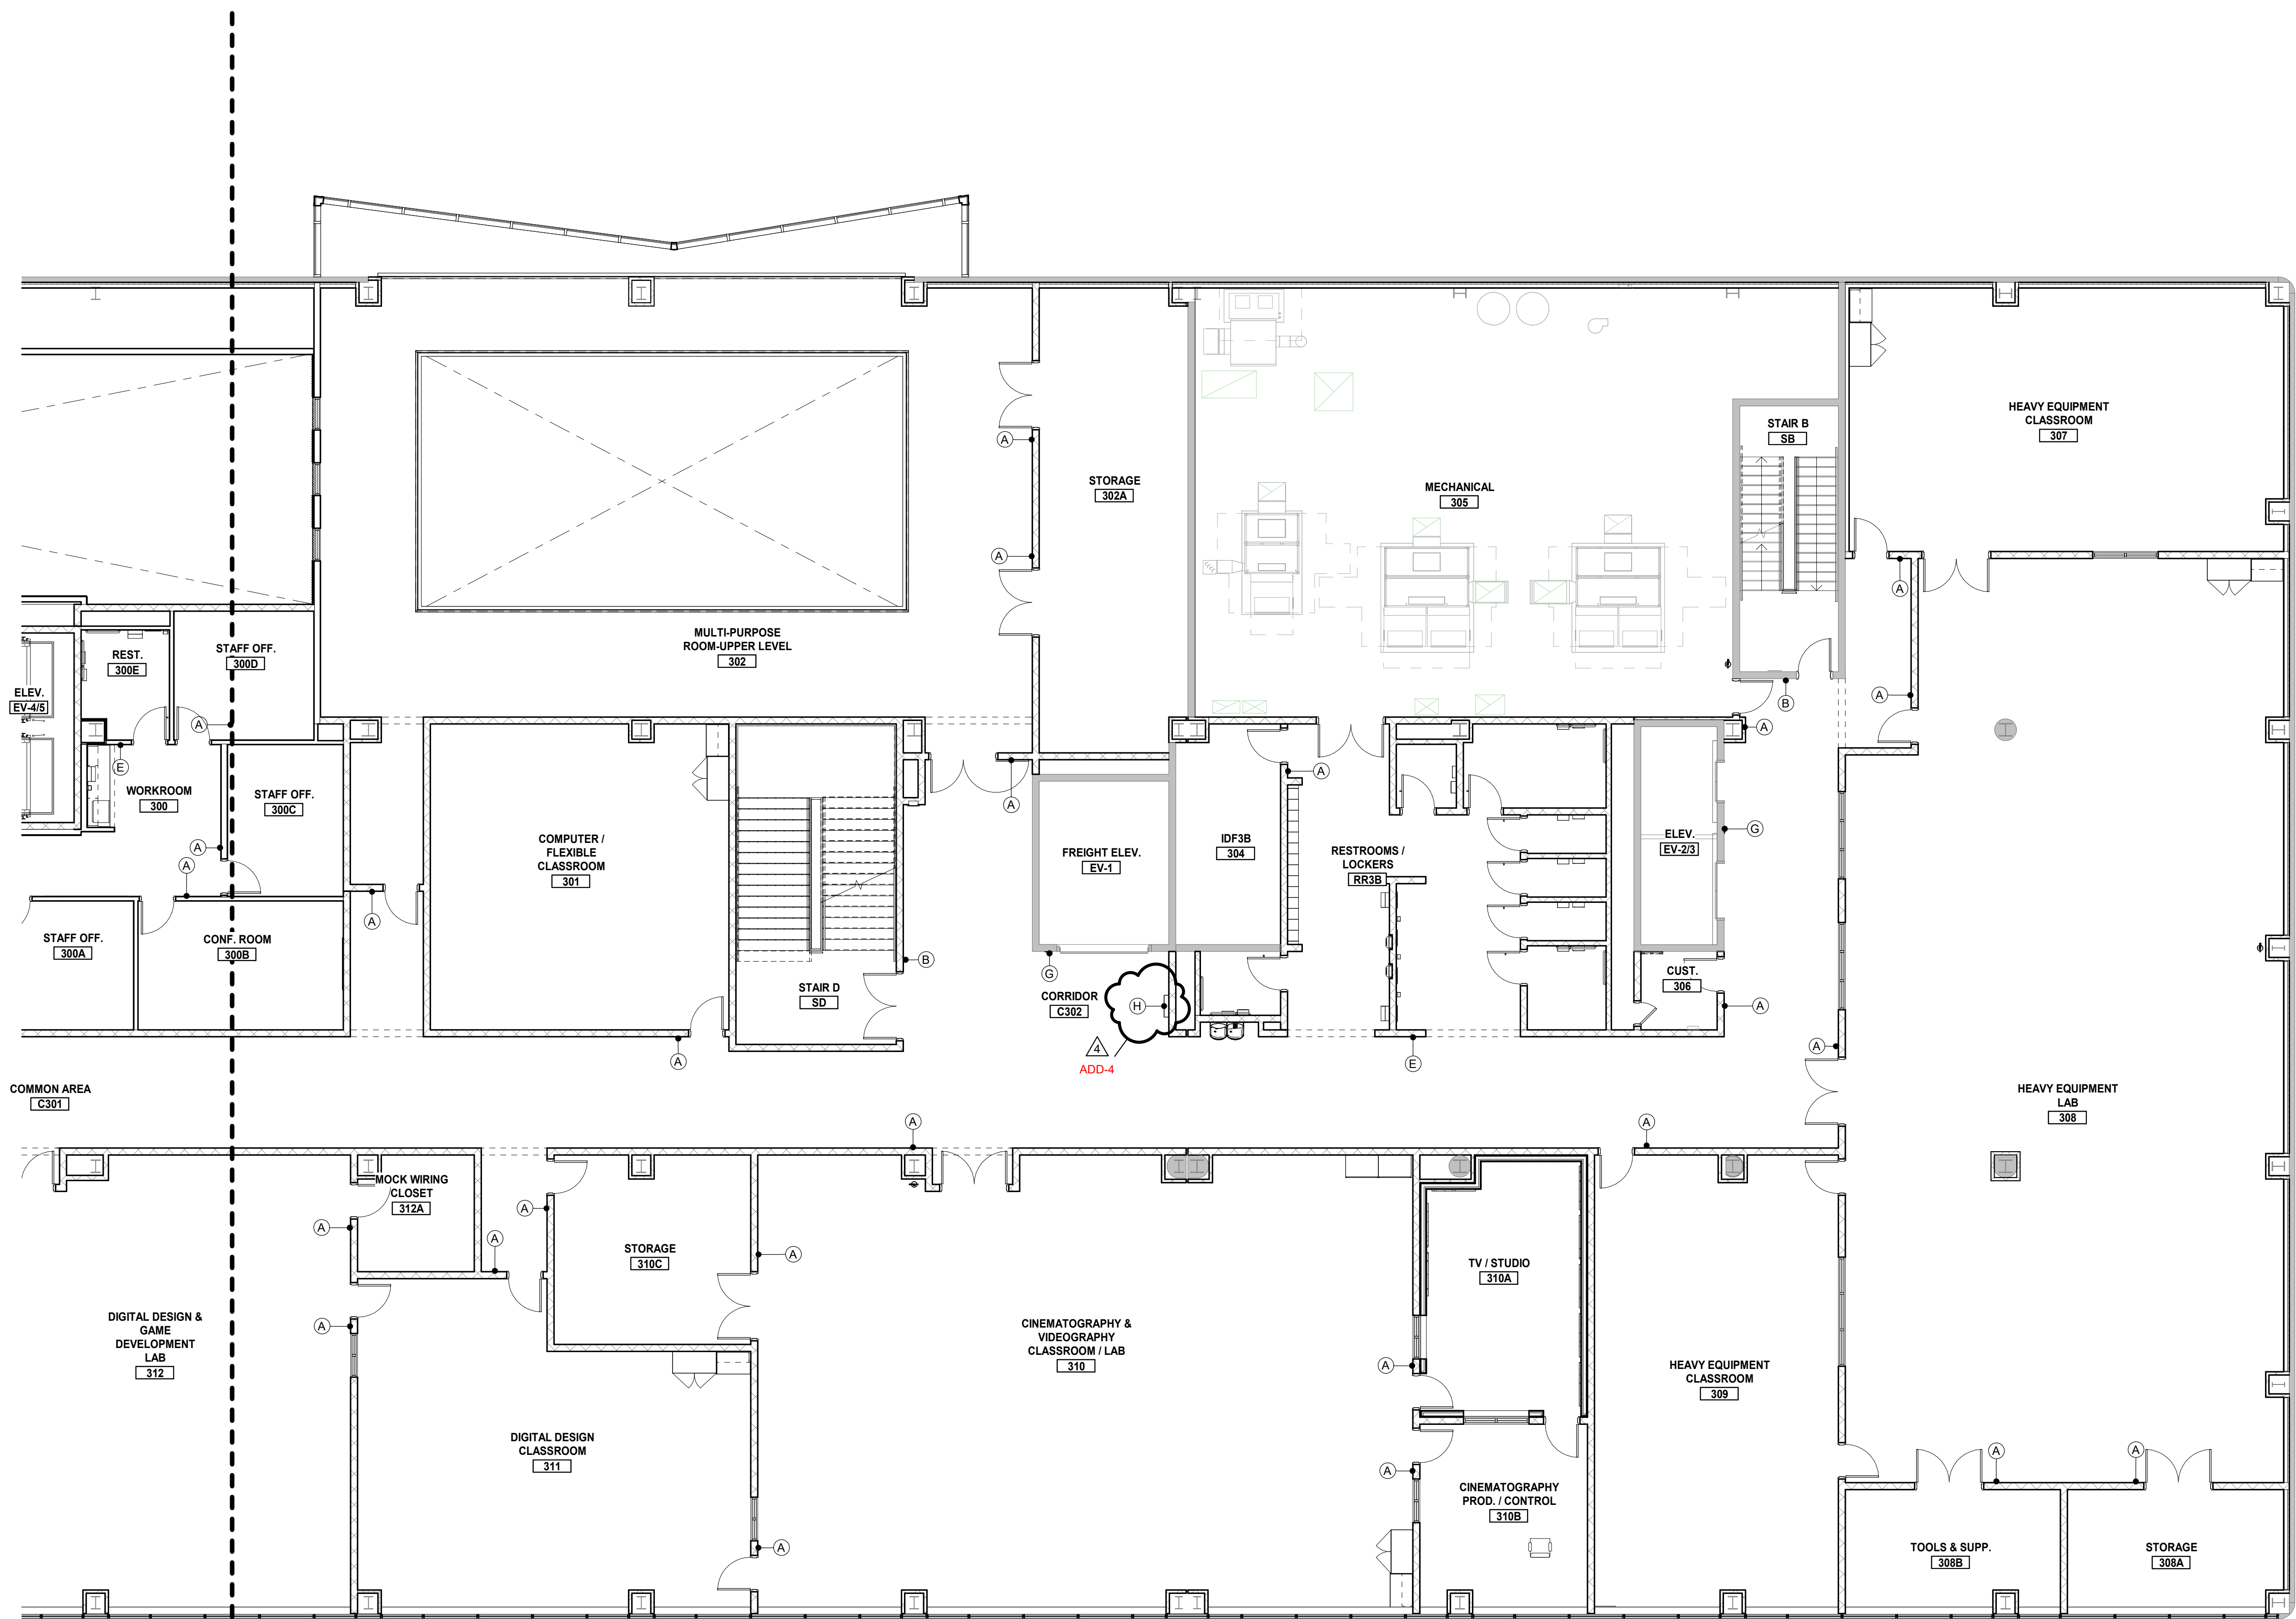 HEAVY EQUIPMENT
CLASSROOM
307
STAIR B
SB
A
STORAGE
302A
MECHANICAL
305
A
A
MULTI-PURPOSE
ROOM-UPPER LEVEL
302
STAFF OFF.
300D
REST.
300E
ELEV.
EV-4/5
A
B
A
A
E
A
WORKROOM
300
STAFF OFF.
300C
A
A
A
COMPUTER /
FLEXIBLE
CLASSROOM
301
FREIGHT ELEV.
EV-1
IDF3B
304
RESTROOMS /
LOCKERS
RR3B
ELEV.
EV-2/3
G
A
A
STAFF OFF.
300A
CONF. ROOM
300B
B
G
STAIR D
SD
CORRIDOR
C302
H
CUST.
306
A
4
ADD-4
A
E
A
COMMON AREA
C301
HEAVY EQUIPMENT
LAB
308
A
A
MOCK WIRING
CLOSET
312A
A
A
A
STORAGE
310C
A
TV / STUDIO
310A
DIGITAL DESIGN &
GAME
DEVELOPMENT
LAB
312
A
CINEMATOGRAPHY &
VIDEOGRAPHY
CLASSROOM / LAB
310
A
HEAVY EQUIPMENT
CLASSROOM
309
DIGITAL DESIGN
CLASSROOM
311
A
A
A
CINEMATOGRAPHY
PROD. / CONTROL
310B
A
TOOLS & SUPP.
308B
STORAGE
308A